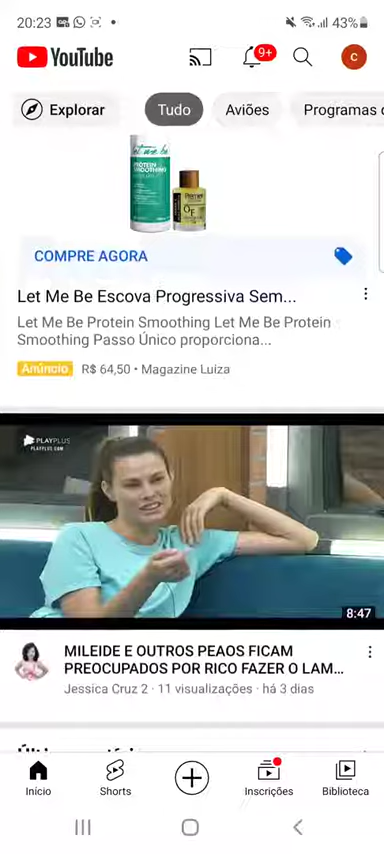 20:23
43%
YouTube
9+
C
Explorar
Tudo
Aviões
Programas
let me be
PROTEIN
SMOOTHING
COMPRE AGORA
Let Me Be Escova Progressiva Sem...
Let Me Be Protein Smoothing Let Me Be Protein
Smoothing Passo Único proporciona...
Anúncio R$ 64,50 • Magazine Luiza
PLAYPLUS
PLAYPLUS.COM
8:47
MILEIDE E OUTROS PEAOS FICAM
PREOCUPADOS POR RICO FAZER O LAM...
Jessica Cruz 2 · 11 visualizações · há 3 dias
Início
Shorts
Inscrições
Biblioteca